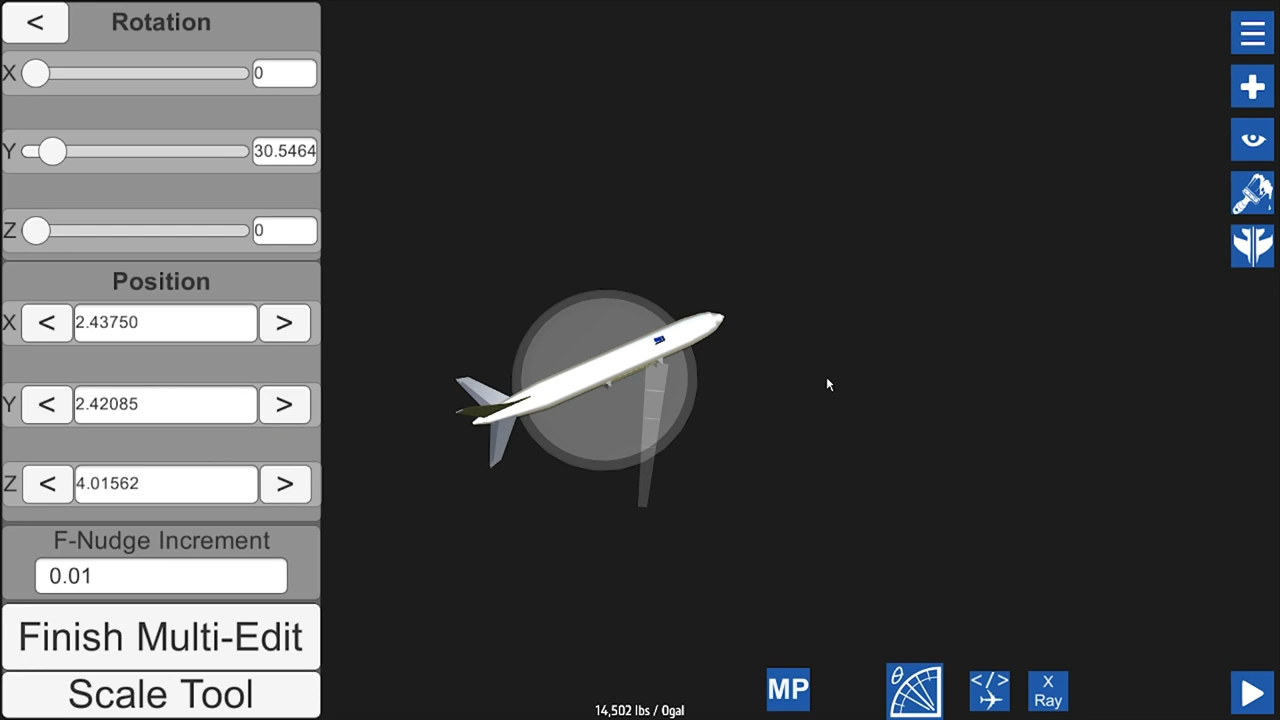 <
Rotation
X
0
Y
30.5464
Z
0
Position
X
<
2.43750
>
Y
<
2.42085
>
Z
<
4.01562
>
F-Nudge Increment
0.01
Finish Multi-Edit
Scale Tool
14,502 lbs / 0gal
MP
θ
</>
X
Ray